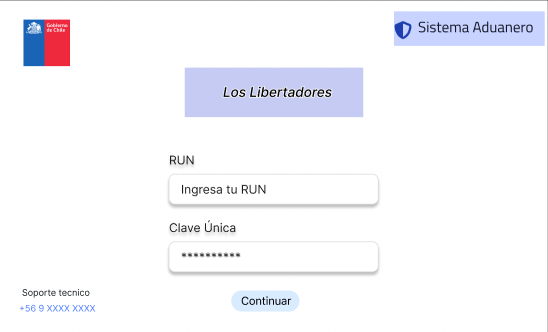 Gobierno
de Chile
Sistema Aduanero
Los Libertadores
RUN
Ingresa tu RUN
Clave Única
**********
Soporte tecnico
+56 9 XXXX XXXX
Continuar